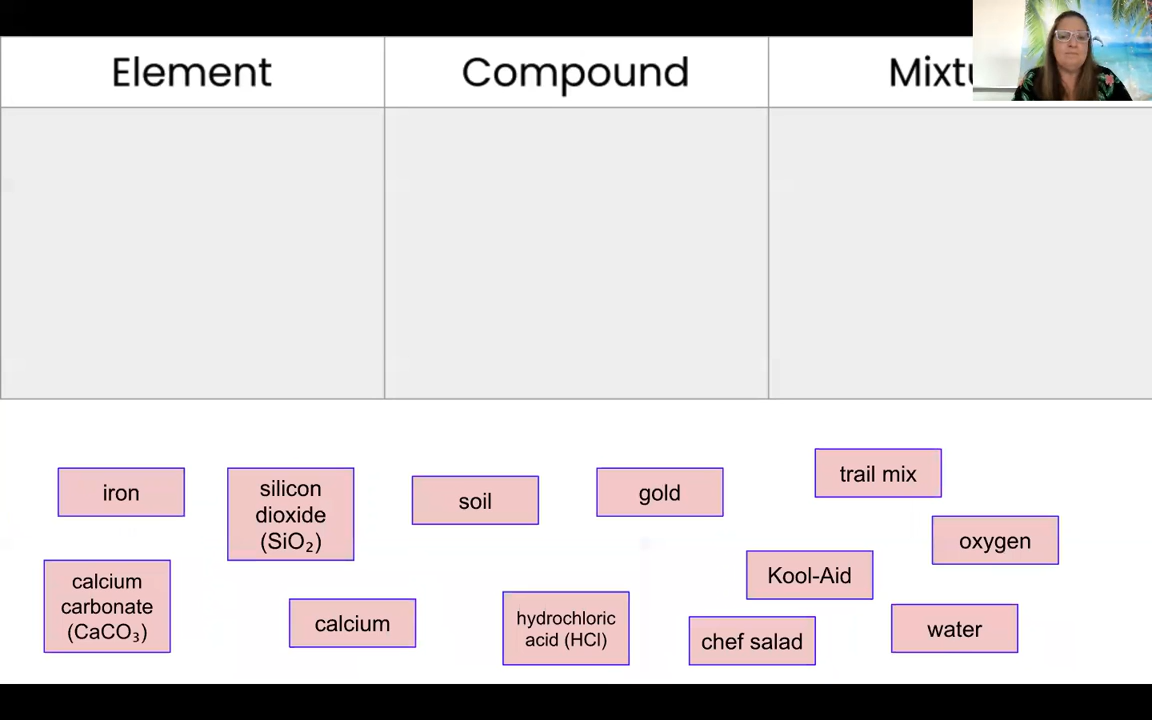 Element
Compound
iron
silicon
dioxide
(SiO₂)
soil
gold
trail mix
oxygen
calcium
carbonate
(CaCO₃)
calcium
hydrochloric
acid (HCl)
Kool-Aid
chef salad
water